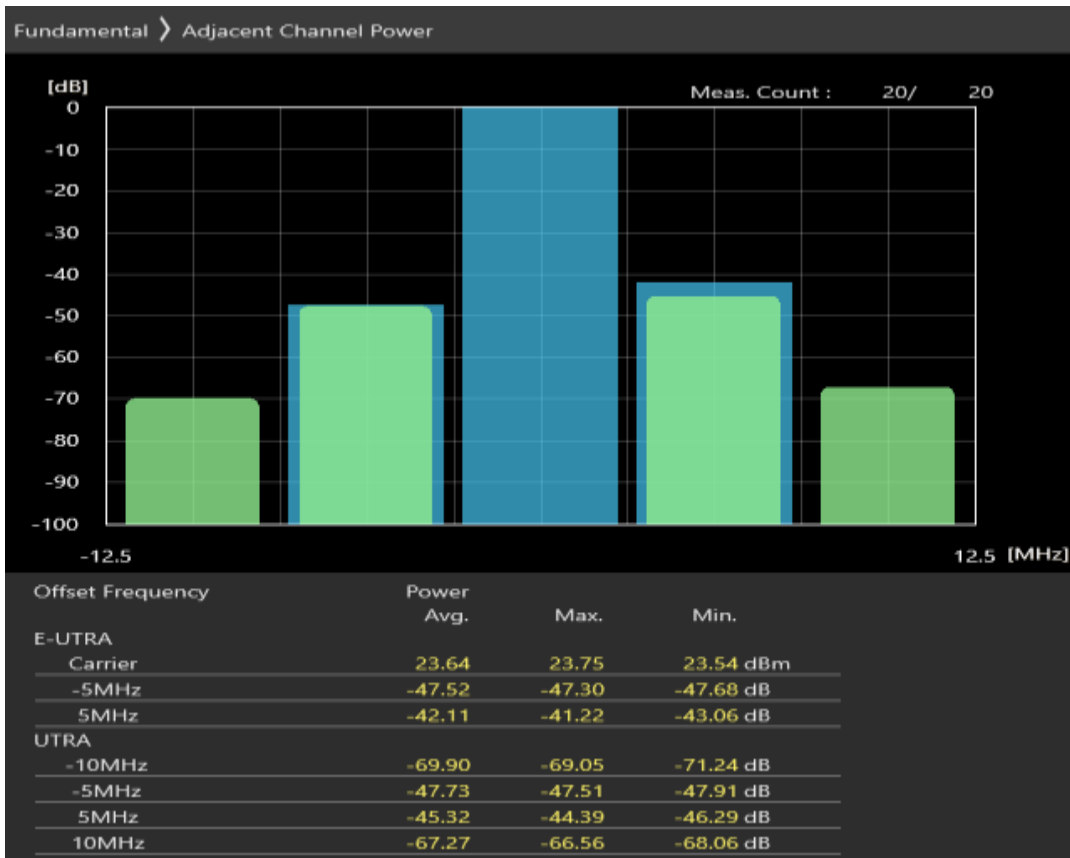 Fundamental ❯ Adjacent Channel Power
[dB]
Meas. Count : 20/ 20
0
-10
-20
-30
-40
-50
-60
-70
-80
-90
-100
-12.5 12.5 [MHz]
Offset Frequency Power
Avg. Max. Min.
E-UTRA
Carrier 23.64 23.75 23.54 dBm
-5MHz -47.52 -47.30 -47.68 dB
5MHz -42.11 -41.22 -43.06 dB
UTRA
-10MHz -69.90 -69.05 -71.24 dB
-5MHz -47.73 -47.51 -47.91 dB
5MHz -45.32 -44.39 -46.29 dB
10MHz -67.27 -66.56 -68.06 dB